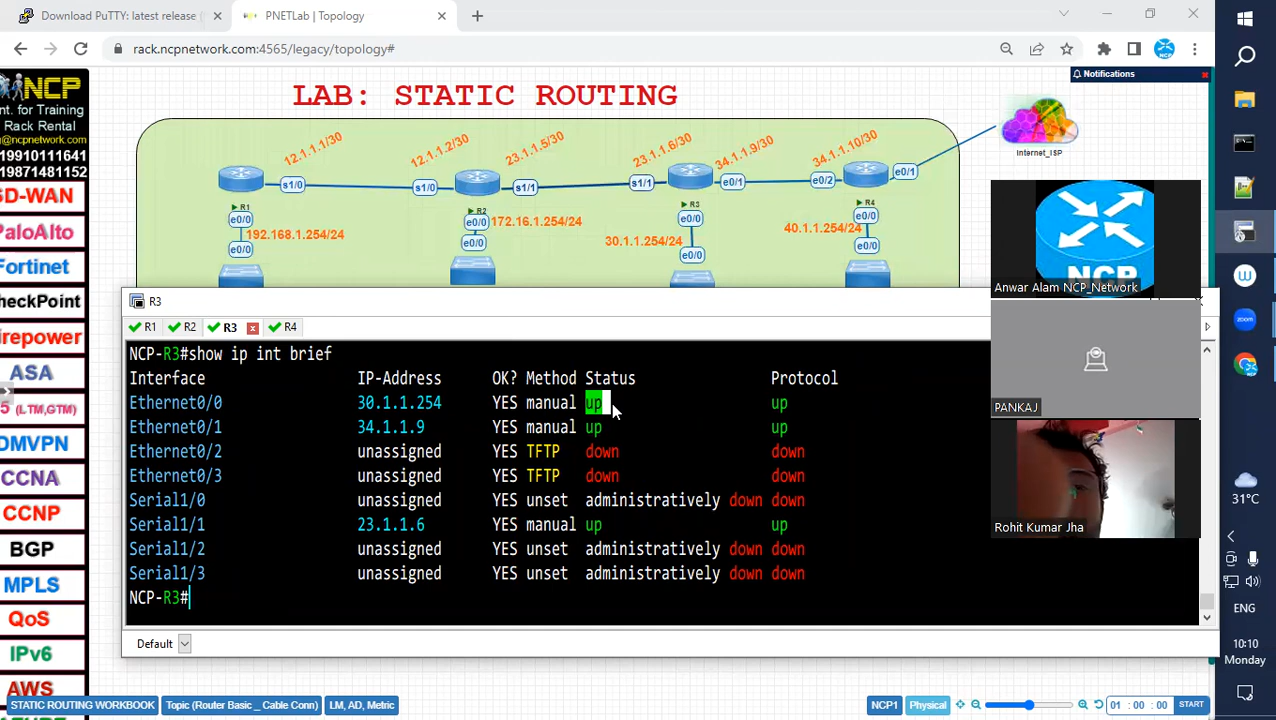 Download PuTTY: latest release (
PNETLab | Topology
rack.ncpnetwork.com:4565/legacy/topology#
NCP
nt. for Training
Rack Rental
@ncpnetwork.com
19910111641
19871481152
SD-WAN
PaloAlto
Fortinet
heckPoint
irepower
ASA
5 (LTM,GTM)
DMVPN
CCNA
CCNP
BGP
MPLS
QoS
IPv6
AWS
LAB: STATIC ROUTING
Notifications
12.1.1.1/30
12.1.1.2/30
23.1.1.5/30
23.1.1.6/30
34.1.1.9/30
34.1.1.10/30
Internet_ISP
s1/0
s1/0
s1/1
s1/1
e0/1
e0/2
e0/1
R1
R2
R3
R4
e0/0
e0/0
e0/0
e0/0
192.168.1.254/24
172.16.1.254/24
30.1.1.254/24
40.1.1.254/24
e0/0
e0/0
e0/0
e0/0
R3
R1
R2
R3
x
R4
NCP-R3#show ip int brief
Interface IP-Address OK? Method Status Protocol
Ethernet0/0 30.1.1.254 YES manual up up
Ethernet0/1 34.1.1.9 YES manual up up
Ethernet0/2 unassigned YES TFTP down down
Ethernet0/3 unassigned YES TFTP down down
Serial1/0 unassigned YES unset administratively down down
Serial1/1 23.1.1.6 YES manual up up
Serial1/2 unassigned YES unset administratively down down
Serial1/3 unassigned YES unset administratively down down
NCP-R3#
Default
NCP
Anwar Alam NCP_Network
PANKAJ
Rohit Kumar Jha
zoom
31°C
ENG
10:10
Monday
STATIC ROUTING WORKBOOK
Topic (Router Basic _ Cable Conn)
LM, AD, Metric
NCP1
Physical
01 : 00 : 00
START